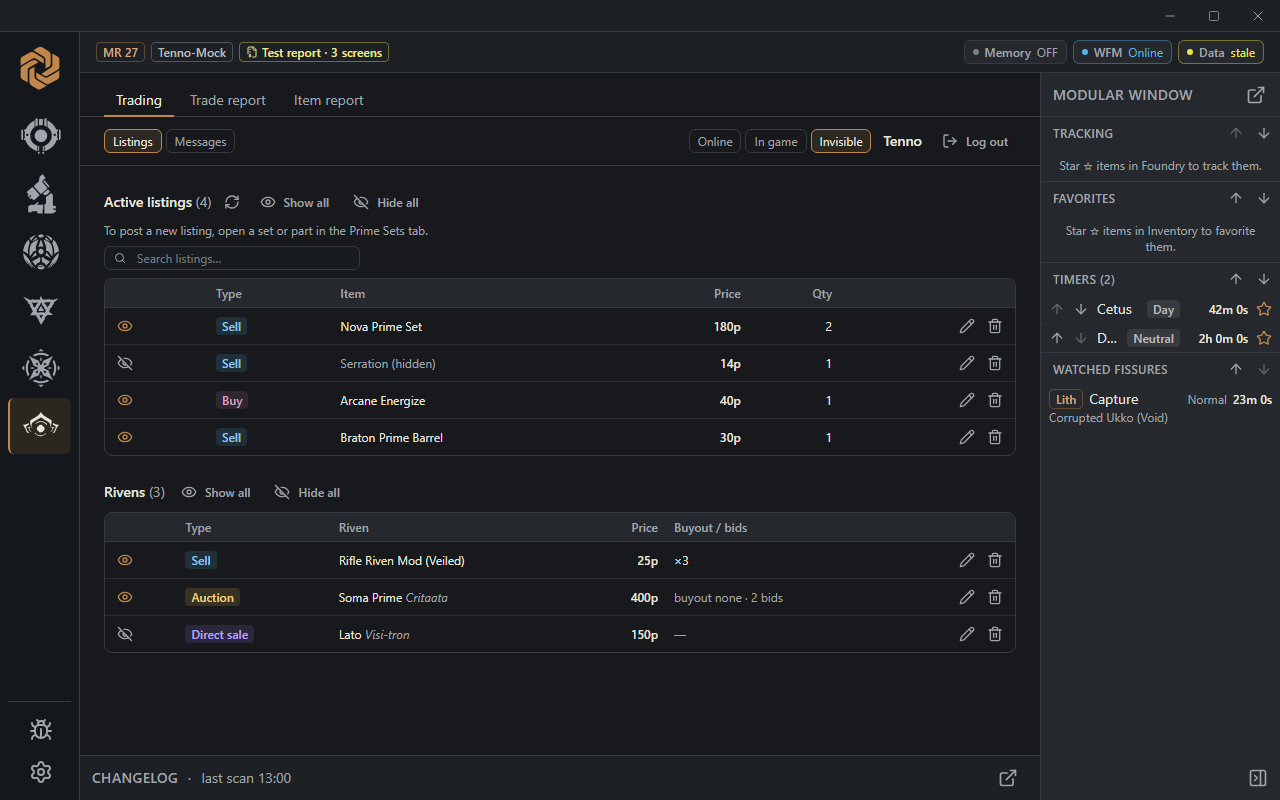 MR 27 Tenno-Mock Test report · 3 screens Memory OFF WFM Online Data stale
Trading Trade report Item report
Listings Messages Online In game Invisible Tenno Log out
Active listings (4) Show all Hide all
To post a new listing, open a set or part in the Prime Sets tab.
Search listings...
Type Item Price Qty
Sell Nova Prime Set 180p 2
Sell Serration (hidden) 14p 1
Buy Arcane Energize 40p 1
Sell Braton Prime Barrel 30p 1
Rivens (3) Show all Hide all
Type Riven Price Buyout / bids
Sell Rifle Riven Mod (Veiled) 25p ×3
Auction Soma Prime Critaata 400p buyout none · 2 bids
Direct sale Lato Visi-tron 150p —
CHANGELOG · last scan 13:00
MODULAR WINDOW
TRACKING
Star ☆ items in Foundry to track them.
FAVORITES
Star ☆ items in Inventory to favorite
them.
TIMERS (2)
Cetus Day 42m 0s
D... Neutral 2h 0m 0s
WATCHED FISSURES
Lith Capture Normal 23m 0s
Corrupted Ukko (Void)